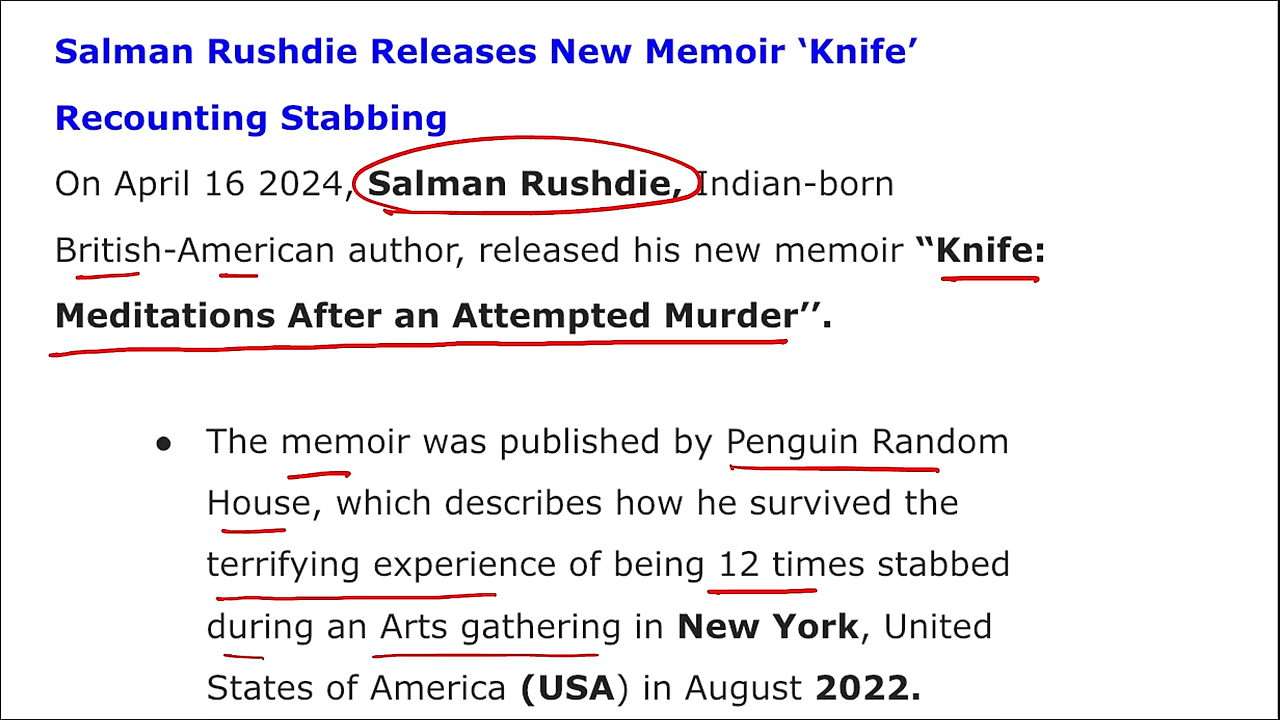 Salman Rushdie Releases New Memoir ‘Knife’
Recounting Stabbing
On April 16 2024, Salman Rushdie, Indian-born
British-American author, released his new memoir “Knife:
Meditations After an Attempted Murder’’.
● The memoir was published by Penguin Random
House, which describes how he survived the
terrifying experience of being 12 times stabbed
during an Arts gathering in New York, United
States of America (USA) in August 2022.